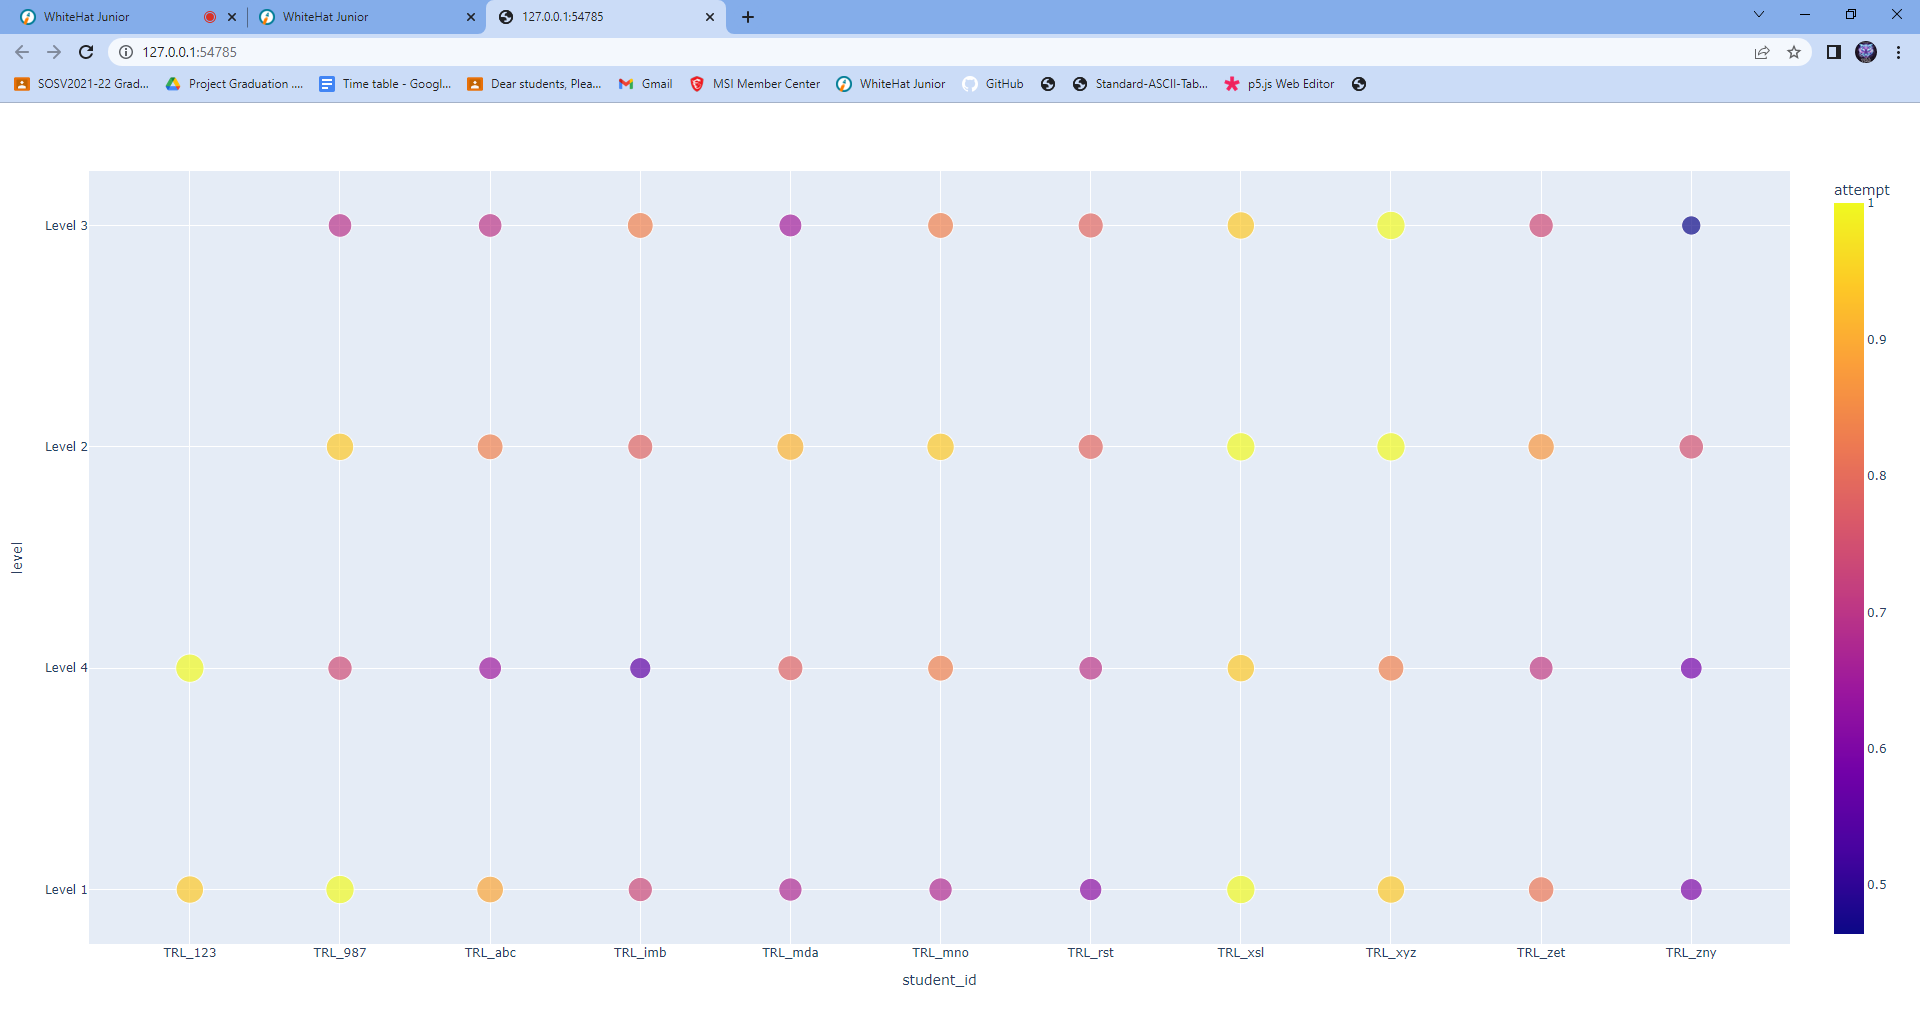 WhiteHat Junior WhiteHat Junior 127.0.0.1:54785
127.0.0.1:54785
SOSV2021-22 Grad... Project Graduation .... Time table - Googl... Dear students, Plea... Gmail MSI Member Center WhiteHat Junior GitHub Standard-ASCII-Tab... p5.js Web Editor
attempt
1
0.9
0.8
0.7
0.6
0.5
Level 3
Level 2
Level 4
Level 1
level
TRL_123 TRL_987 TRL_abc TRL_imb TRL_mda TRL_mno TRL_rst TRL_xsl TRL_xyz TRL_zet TRL_zny
student_id